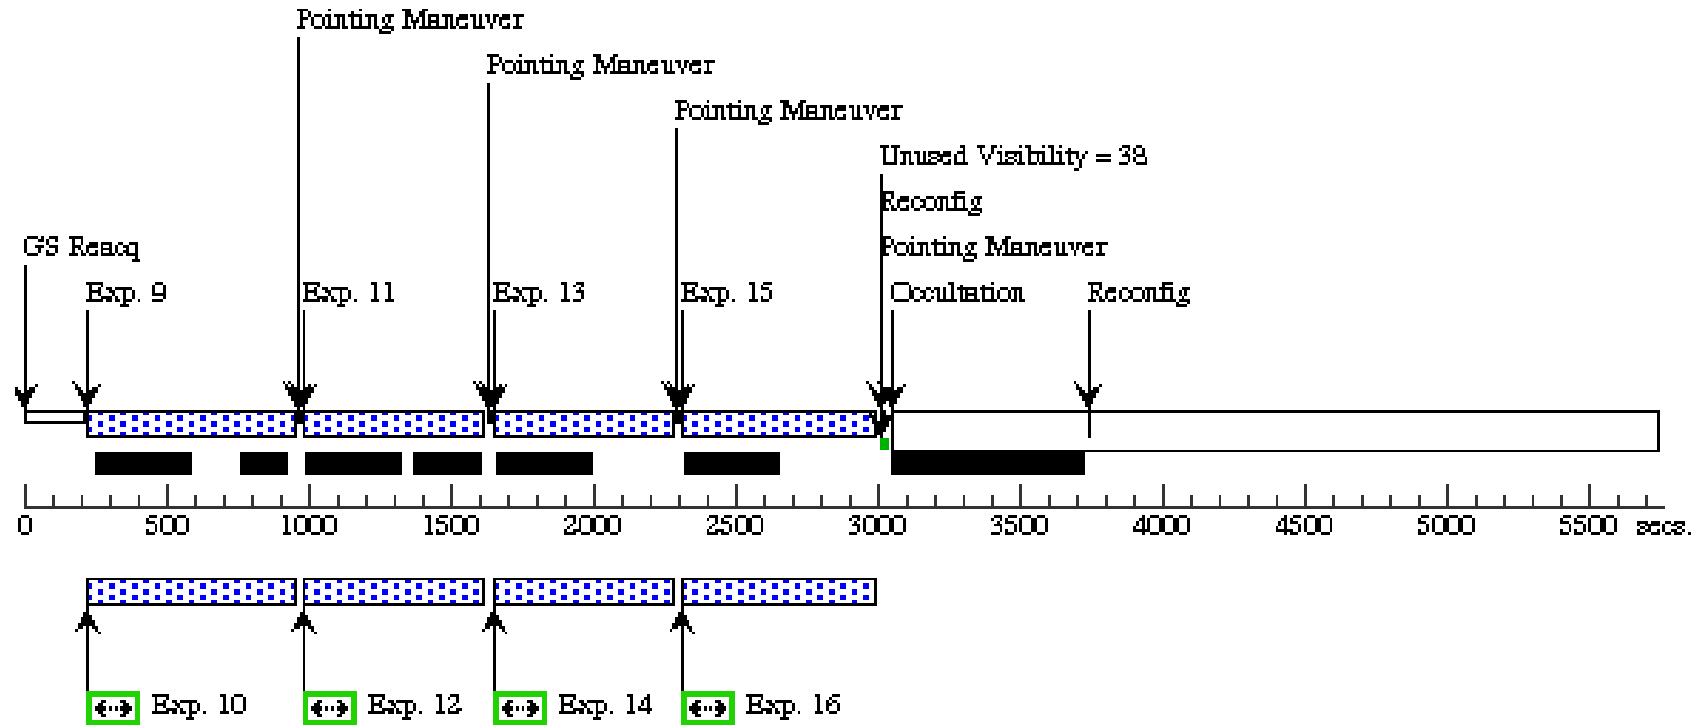 Pointing Maneuver
Pointing Maneuver
Pointing Maneuver
Unused Visibility = 38
Reconfig
GS Reacq
Pointing Maneuver
Exp. 9
Exp. 11
Exp. 13
Exp. 15
Occultation
Reconfig
0 500 1000 1500 2000 2500 3000 3500 4000 4500 5000 5500 secs.
Exp. 10
Exp. 12
Exp. 14
Exp. 16